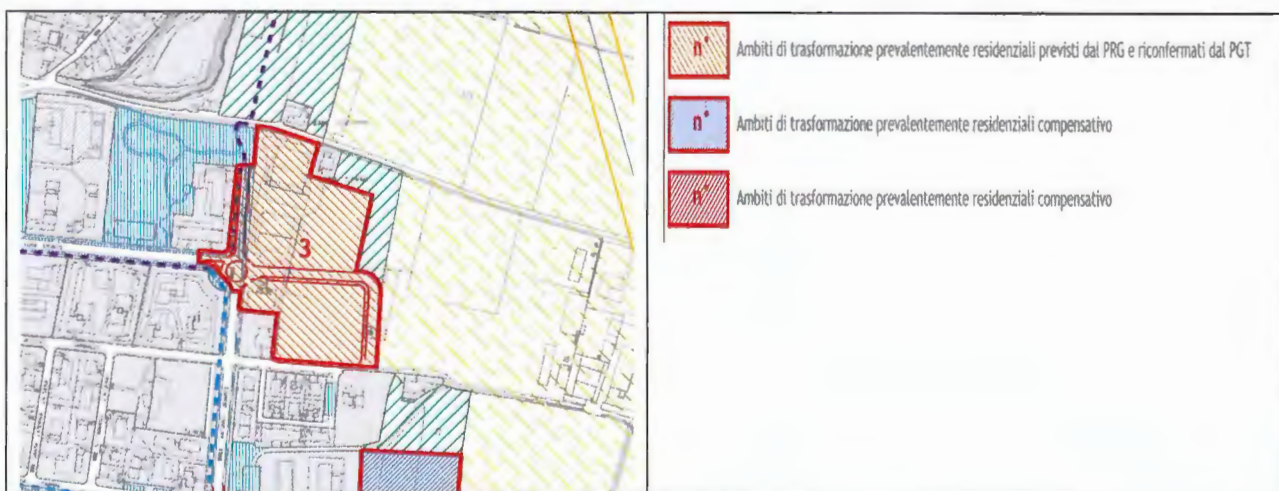 3
n°
Ambiti di trasformazione prevalentemente residenziali previsti dal PRG e riconfermati dal PGT
n°
Ambiti di trasformazione prevalentemente residenziali compensativo
n°
Ambiti di trasformazione prevalentemente residenziali compensativo